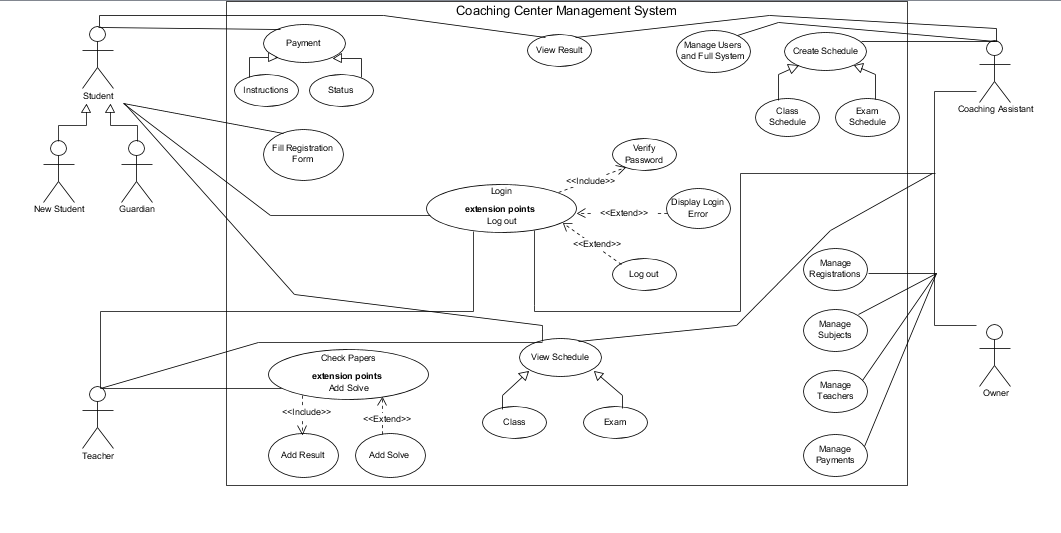 Coaching Center Management System
Payment
View Result
Manage Users
and Full System
Create Schedule
Instructions
Status
Student
Class
Schedule
Exam
Schedule
Coaching Assistant
Fill Registration
Form
Verify
Password
<<Include>>
New Student
Guardian
Login
extension points
Log out
<<Extend>>
Display Login
Error
<<Extend>>
Log out
Manage
Registrations
Manage
Subjects
Check Papers
extension points
Add Solve
View Schedule
Manage
Teachers
Owner
<<Include>>
<<Extend>>
Class
Exam
Teacher
Add Result
Add Solve
Manage
Payments